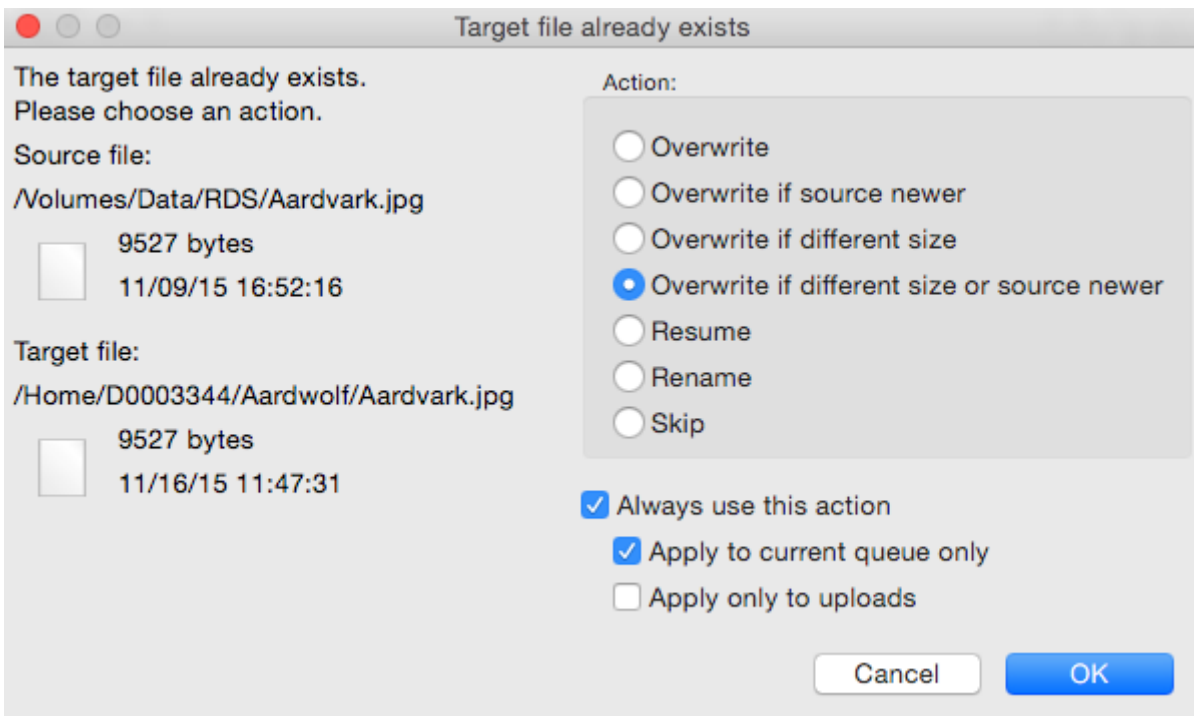 Target file already exists
The target file already exists.
Please choose an action.
Source file:
/Volumes/Data/RDS/Aardvark.jpg
9527 bytes
11/09/15 16:52:16
Target file:
/Home/D0003344/Aardwolf/Aardvark.jpg
9527 bytes
11/16/15 11:47:31
Action:
Overwrite
Overwrite if source newer
Overwrite if different size
Overwrite if different size or source newer
Resume
Rename
Skip
Always use this action
Apply to current queue only
Apply only to uploads
Cancel
OK